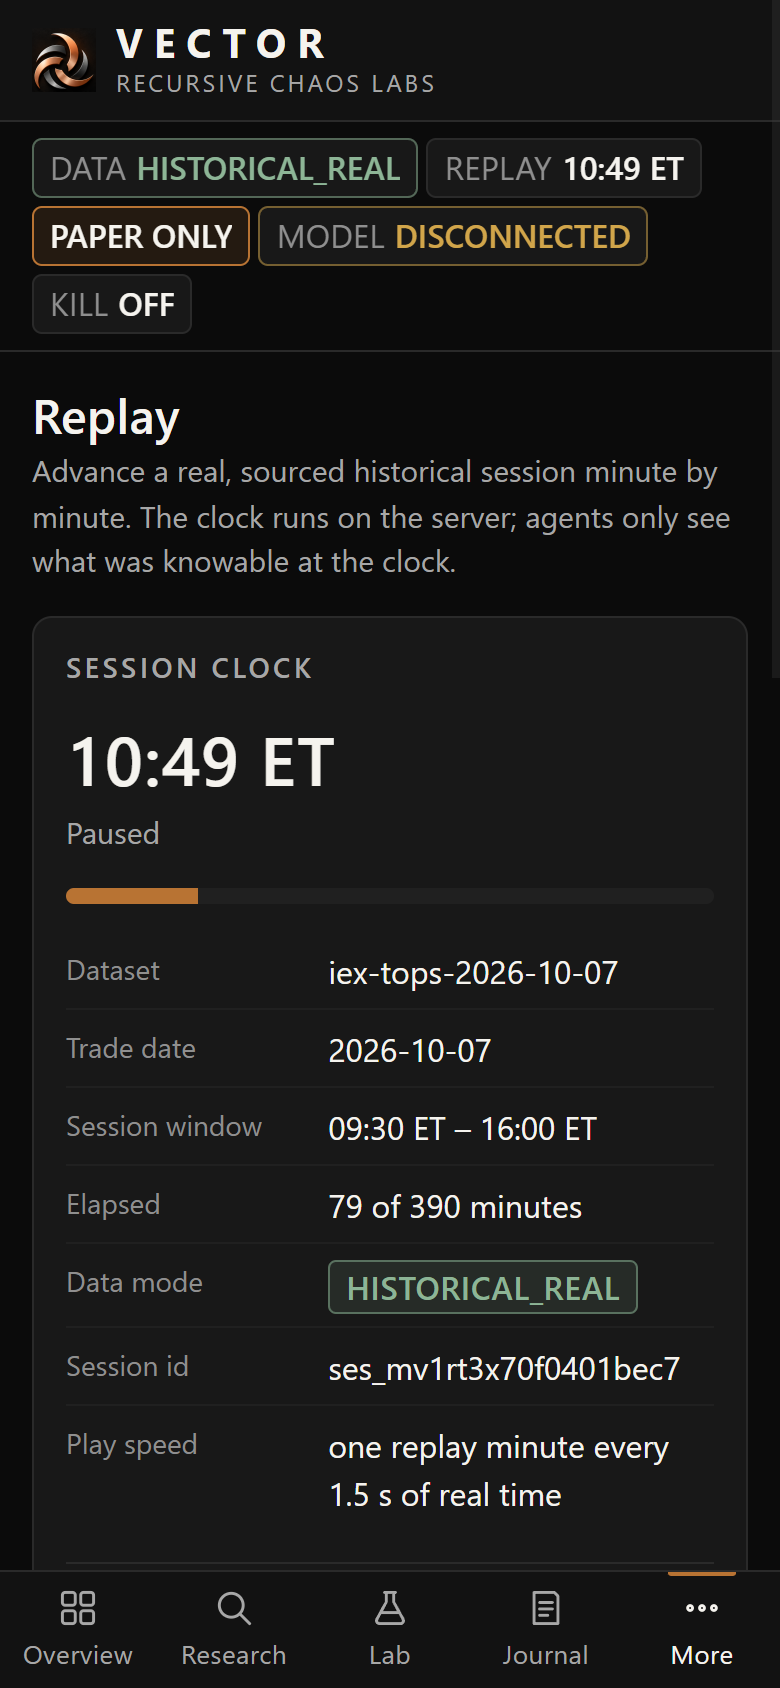 VECTOR
RECURSIVE CHAOS LABS
DATA HISTORICAL_REAL
REPLAY 10:49 ET
PAPER ONLY
MODEL DISCONNECTED
KILL OFF
Replay
Advance a real, sourced historical session minute by
minute. The clock runs on the server; agents only see
what was knowable at the clock.
SESSION CLOCK
10:49 ET
Paused
Dataset iex-tops-2026-10-07
Trade date 2026-10-07
Session window 09:30 ET – 16:00 ET
Elapsed 79 of 390 minutes
Data mode HISTORICAL_REAL
Session id ses_mv1rt3x70f0401bec7
Play speed one replay minute every
1.5 s of real time
Overview Research Lab Journal More